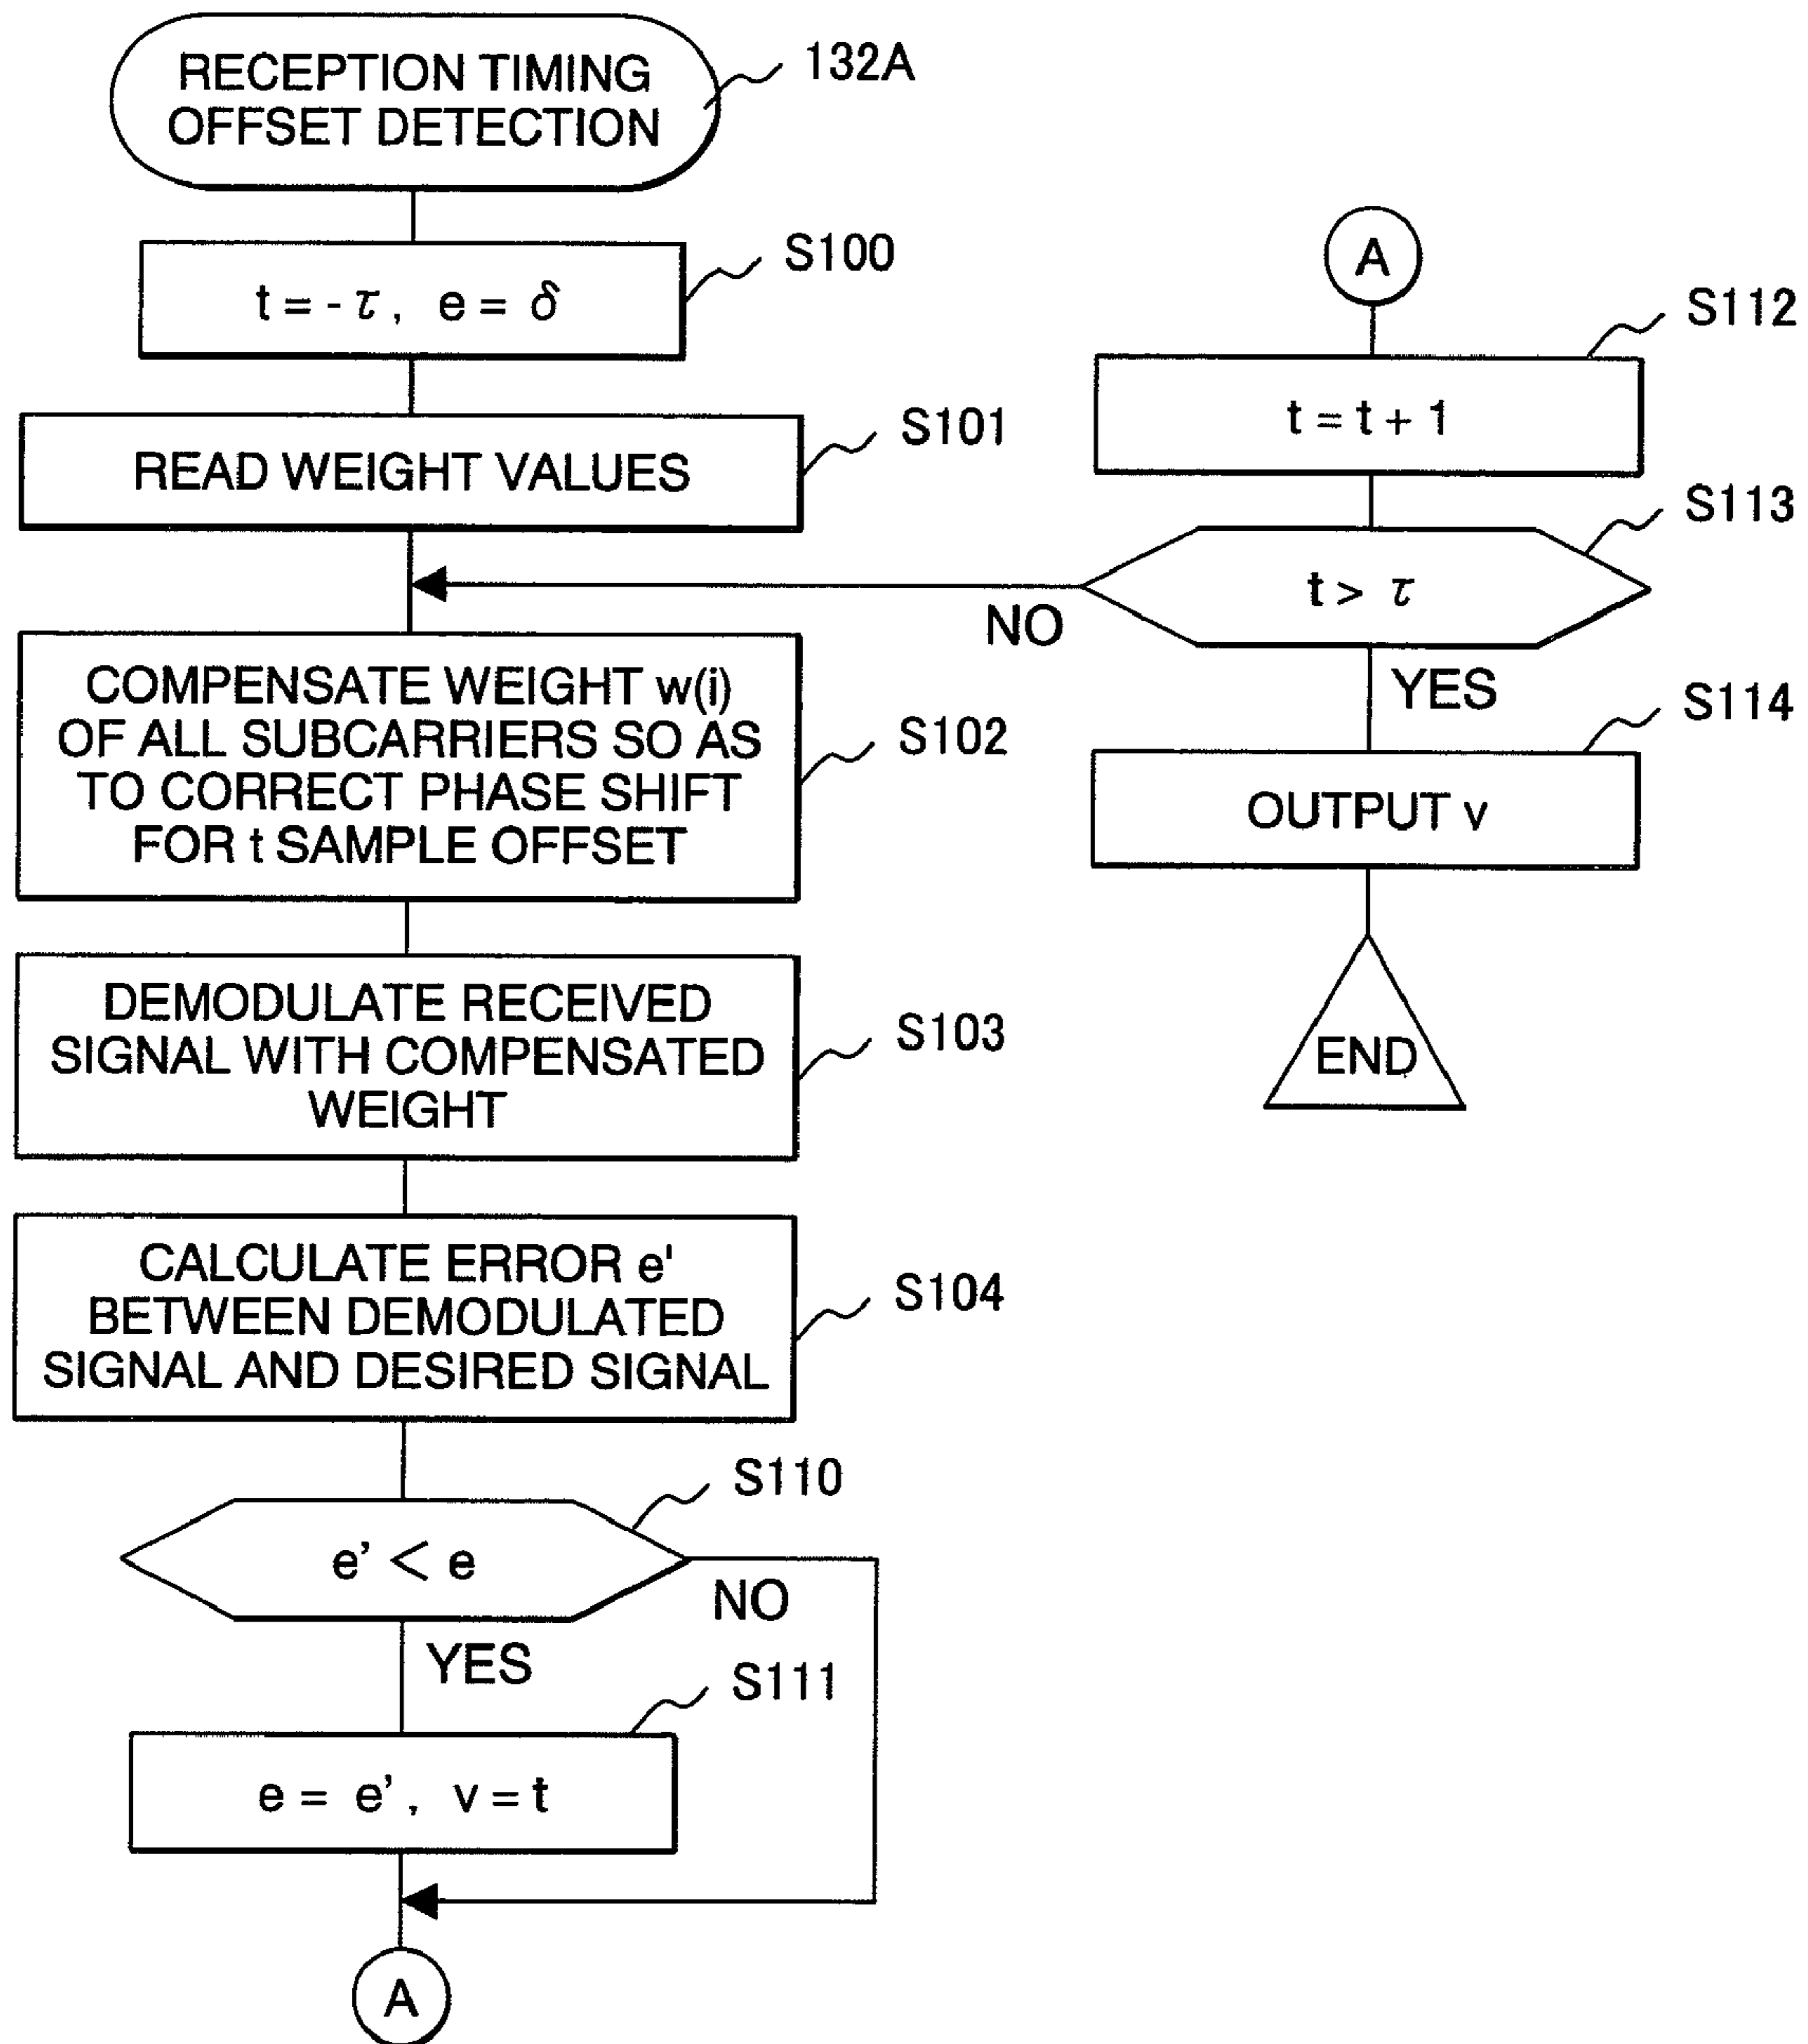 RECEPTION TIMING
OFFSET DETECTION
132A
t = - τ, e = δ
S100
READ WEIGHT VALUES
S101
COMPENSATE WEIGHT w(i)
OF ALL SUBCARRIERS SO AS
TO CORRECT PHASE SHIFT
FOR t SAMPLE OFFSET
S102
DEMODULATE RECEIVED
SIGNAL WITH COMPENSATED
WEIGHT
S103
CALCULATE ERROR e'
BETWEEN DEMODULATED
SIGNAL AND DESIRED SIGNAL
S104
e' < e
S110
NO
YES
e = e', v = t
S111
A
A
t = t + 1
S112
t > τ
S113
NO
YES
OUTPUT v
S114
END